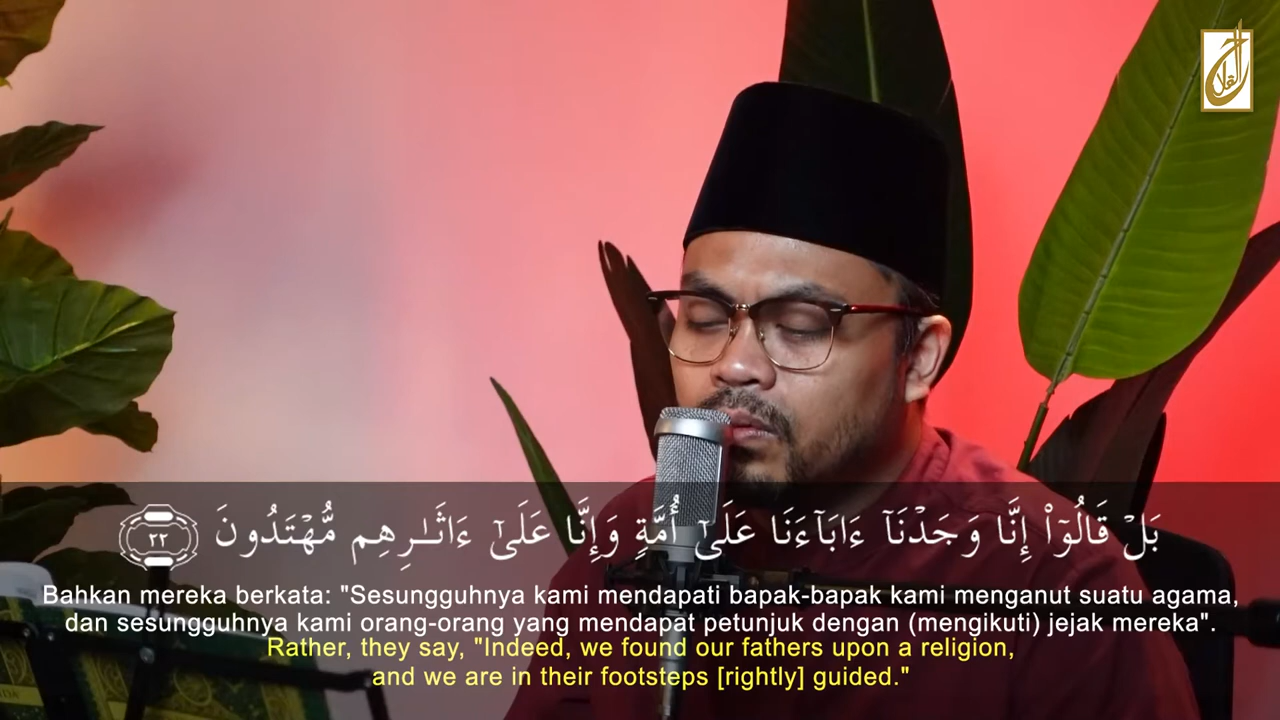 العلا
بَلۡ قَالُوٓاْ إِنَّا وَجَدۡنَآ ءَابَآءَنَا عَلَىٰٓ أُمَّةٖ وَإِنَّا عَلَىٰٓ ءَاثَٰرِهِم مُّهۡتَدُونَ ٢٢
Bahkan mereka berkata: "Sesungguhnya kami mendapati bapak-bapak kami menganut suatu agama,
dan sesungguhnya kami orang-orang yang mendapat petunjuk dengan (mengikuti) jejak mereka".
Rather, they say, "Indeed, we found our fathers upon a religion,
and we are in their footsteps [rightly] guided."